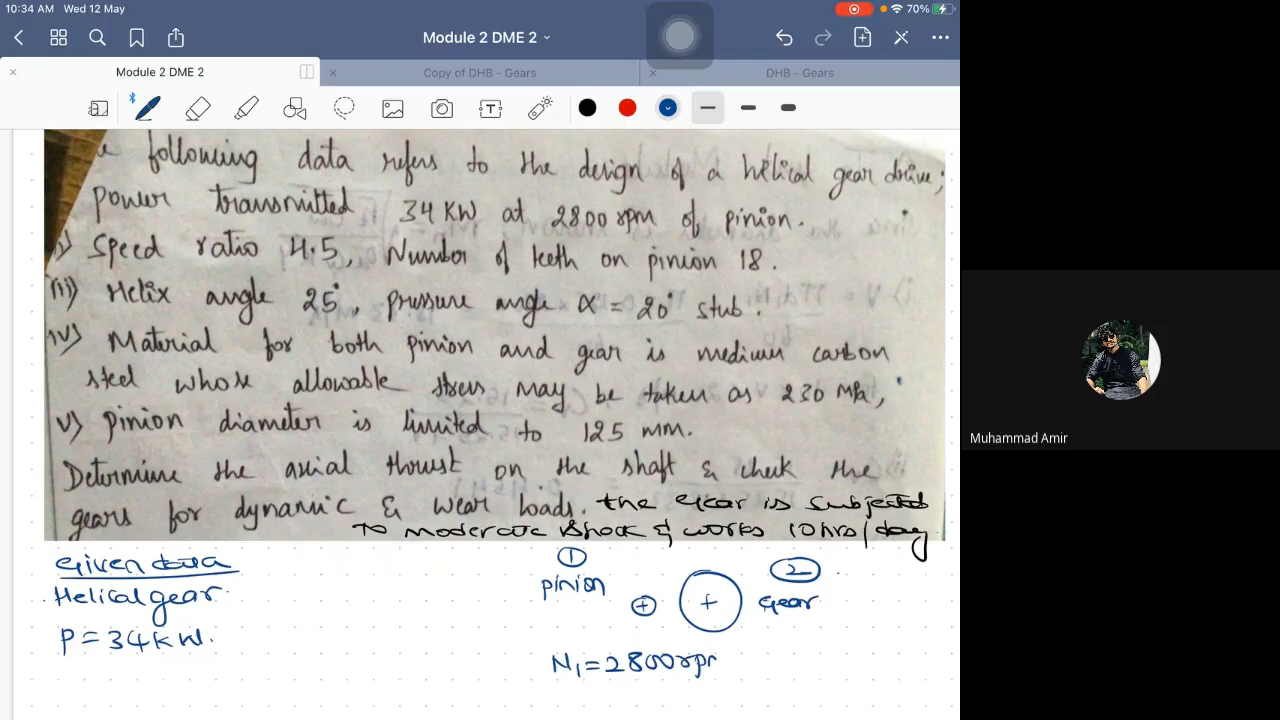 10:34 AM Wed 12 May
70%
Module 2 DME 2
Module 2 DME 2
Copy of DHB - Gears
DHB - Gears
following data refers to the design of a helical gear drive;
power transmitted 34 KW at 2800 rpm of pinion.
Speed ratio 4.5, Number of teeth on pinion 18.
iii) Helix angle 25°, pressure angle α = 20° stub.
iv) Material for both pinion and gear is medium carbon
steel whose allowable stress may be taken as 230 MPa,
v) pinion diameter is limited to 125 mm.
Determine the axial thrust on the shaft & check the
gears for dynamic & wear loads. the gear is subjected
to moderate shock & works 10 hrs/day
Given data
Helical gear
P = 34 kW.
1
pinion
2
Gear
N1 = 2800 rpm
Muhammad Amir